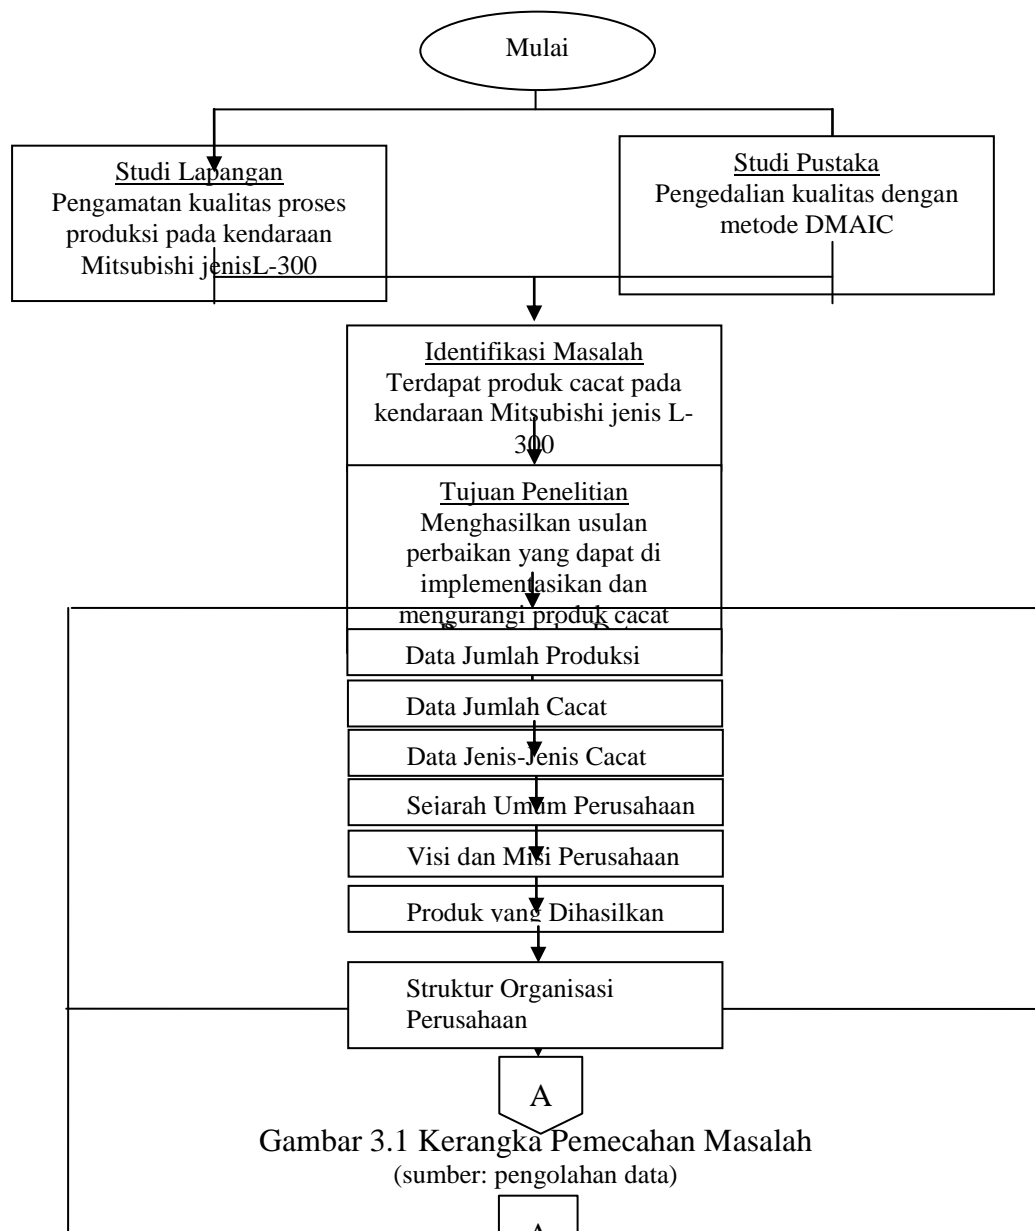 Mulai
Studi Lapangan
Pengamatan kualitas proses
produksi pada kendaraan
Mitsubishi jenisL-300
Studi Pustaka
Pengedalian kualitas dengan
metode DMAIC
Identifikasi Masalah
Terdapat produk cacat pada
kendaraan Mitsubishi jenis L-
300
Tujuan Penelitian
Menghasilkan usulan
perbaikan yang dapat di
implementasikan dan
mengurangi produk cacat
Data Jumlah Produksi
Data Jumlah Cacat
Data Jenis-Jenis Cacat
Sejarah Umum Perusahaan
Visi dan Misi Perusahaan
Produk yang Dihasilkan
Struktur Organisasi
Perusahaan
A
Gambar 3.1 Kerangka Pemecahan Masalah
(sumber: pengolahan data)
A